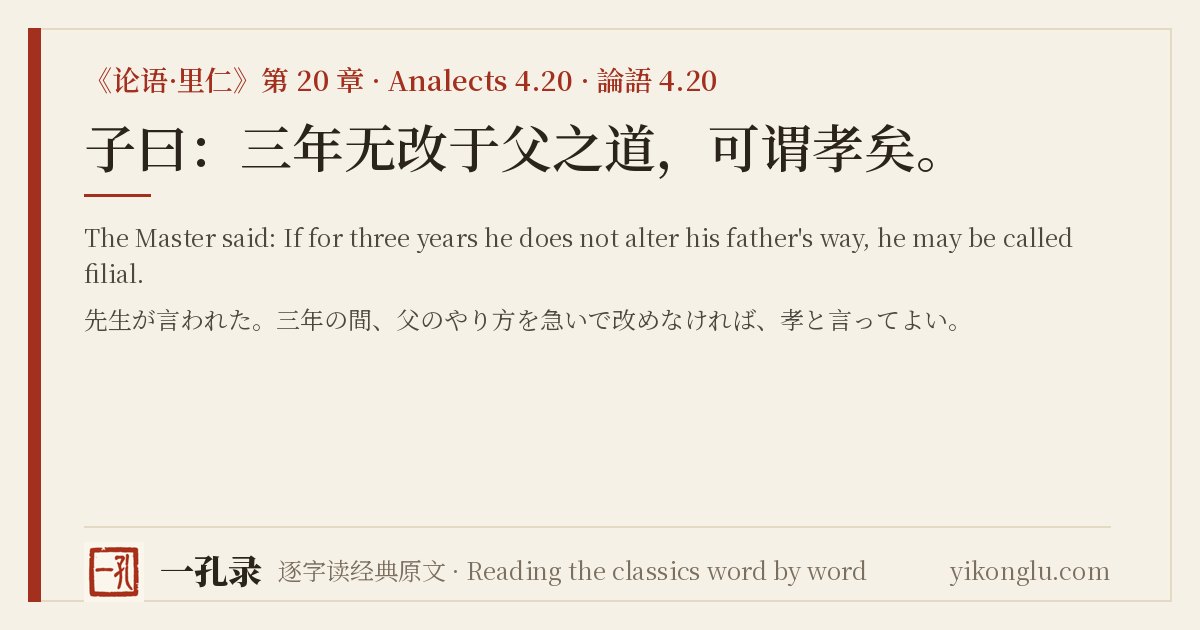 《论语·里仁》第 20 章 · Analects 4.20 · 論語 4.20
子曰：三年无改于父之道，可谓孝矣。
The Master said: If for three years he does not alter his father's way, he may be called
filial.
先生が言われた。三年の間、父のやり方を急いで改めなければ、孝と言ってよい。
一孔
一孔录 逐字读经典原文 · Reading the classics word by word yikonglu.com